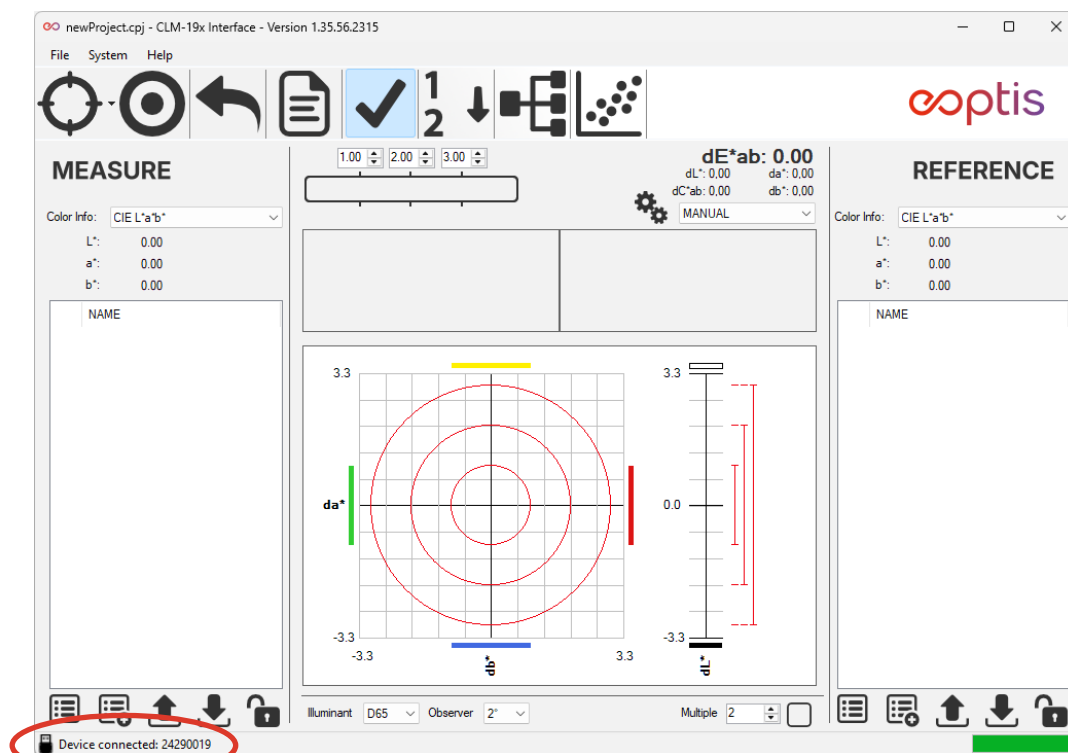 newProject.cpj - CLM-19x Interface - Version 1.35.56.2315
File System Help
1
2
eoptis
MEASURE
Color Info: CIE L*a*b*
L*: 0.00
a*: 0.00
b*: 0.00
NAME
1.00 2.00 3.00
dE*ab: 0.00
dL*: 0,00 da*: 0,00
dC*ab: 0,00 db*: 0,00
MANUAL
3.3
da*
-3.3
-3.3
db*
3.3
3.3
0.0
-3.3
dL*
Illuminant D65 Observer 2° Multiple 2
REFERENCE
Color Info: CIE L*a*b*
L*: 0.00
a*: 0.00
b*: 0.00
NAME
Device connected: 24290019